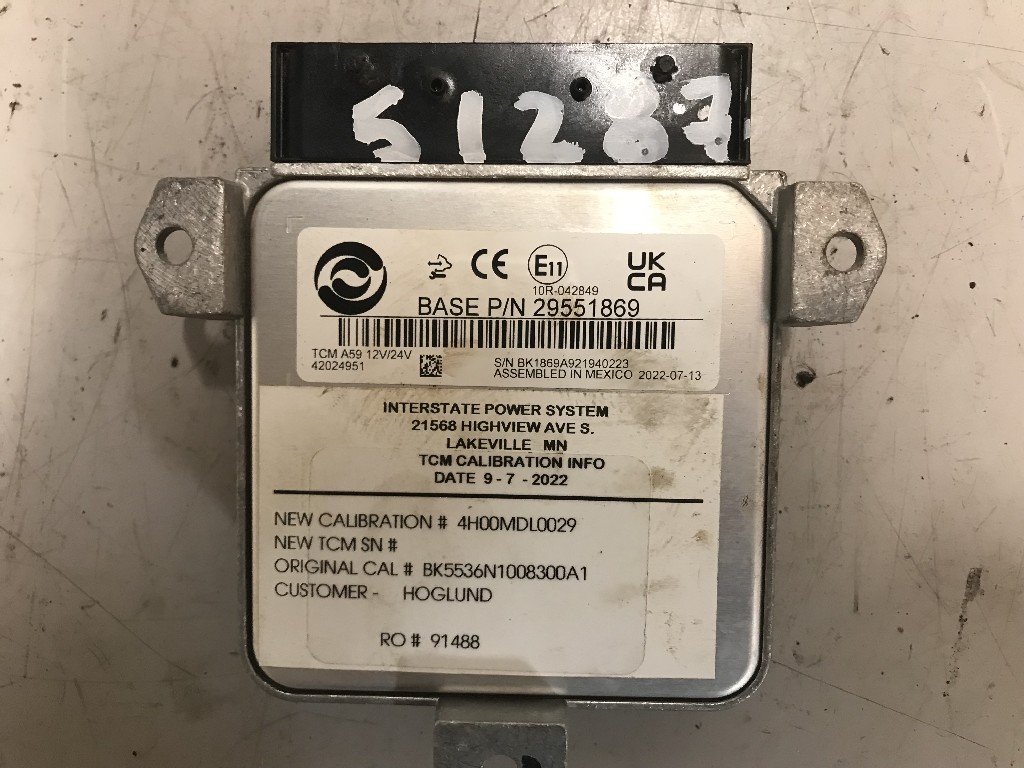 51287
CE E11 UK
CA
10R-042849
BASE P/N 29551869
TCM A59 12V/24V S/N BK1869A921940223
42024951 ASSEMBLED IN MEXICO 2022-07-13
INTERSTATE POWER SYSTEM
21568 HIGHVIEW AVE S.
LAKEVILLE MN
TCM CALIBRATION INFO
DATE 9 - 7 - 2022
NEW CALIBRATION # 4H00MDL0029
NEW TCM SN #
ORIGINAL CAL # BK5536N1008300A1
CUSTOMER - HOGLUND
RO # 91488